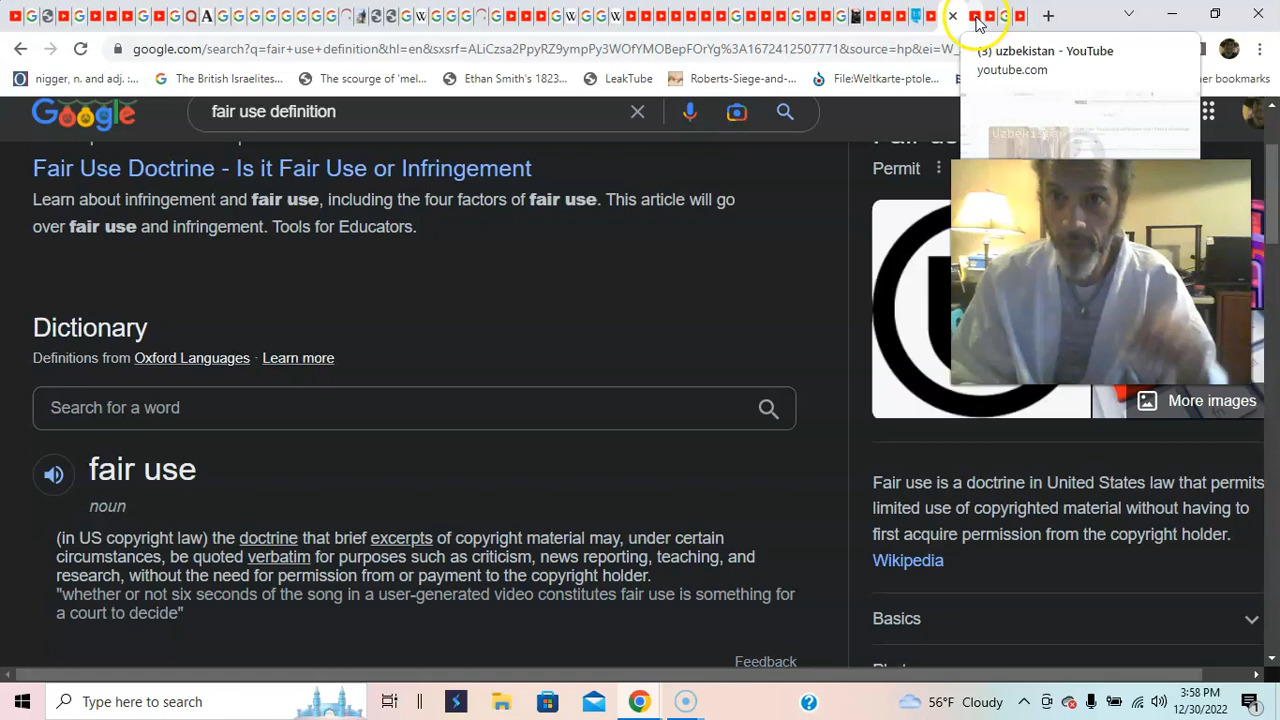 google.com/search?q=fair+use+definition&hl=en&sxsrf=ALiCzsa2PpyRZ9ympPy3WOfYMOBepFOrYg%3A1672412507771&source=hp&ei=W_
(3) uzbekistan - YouTube
youtube.com
nigger, n. and adj. :...
The British Israelites...
The scourge of 'mel...
Ethan Smith's 1823...
LeakTube
Roberts-Siege-and-...
File:Weltkarte-ptole...
er bookmarks
Google
fair use definition
Uzbekistan
Fair Use Doctrine - Is it Fair Use or Infringement
Learn about infringement and fair use, including the four factors of fair use. This article will go
over fair use and infringement. Tools for Educators.
Permit
More images
Dictionary
Definitions from Oxford Languages · Learn more
Search for a word
fair use
noun
(in US copyright law) the doctrine that brief excerpts of copyright material may, under certain
circumstances, be quoted verbatim for purposes such as criticism, news reporting, teaching, and
research, without the need for permission from or payment to the copyright holder.
"whether or not six seconds of the song in a user-generated video constitutes fair use is something for
a court to decide"
Feedback
Fair use is a doctrine in United States law that permits
limited use of copyrighted material without having to
first acquire permission from the copyright holder.
Wikipedia
Basics
Type here to search
56°F Cloudy
3:58 PM
12/30/2022